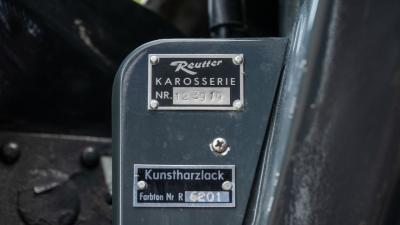 Reutter
KAROSSERIE
NR.
Kunstharzlack
Farbton Nr R 6201